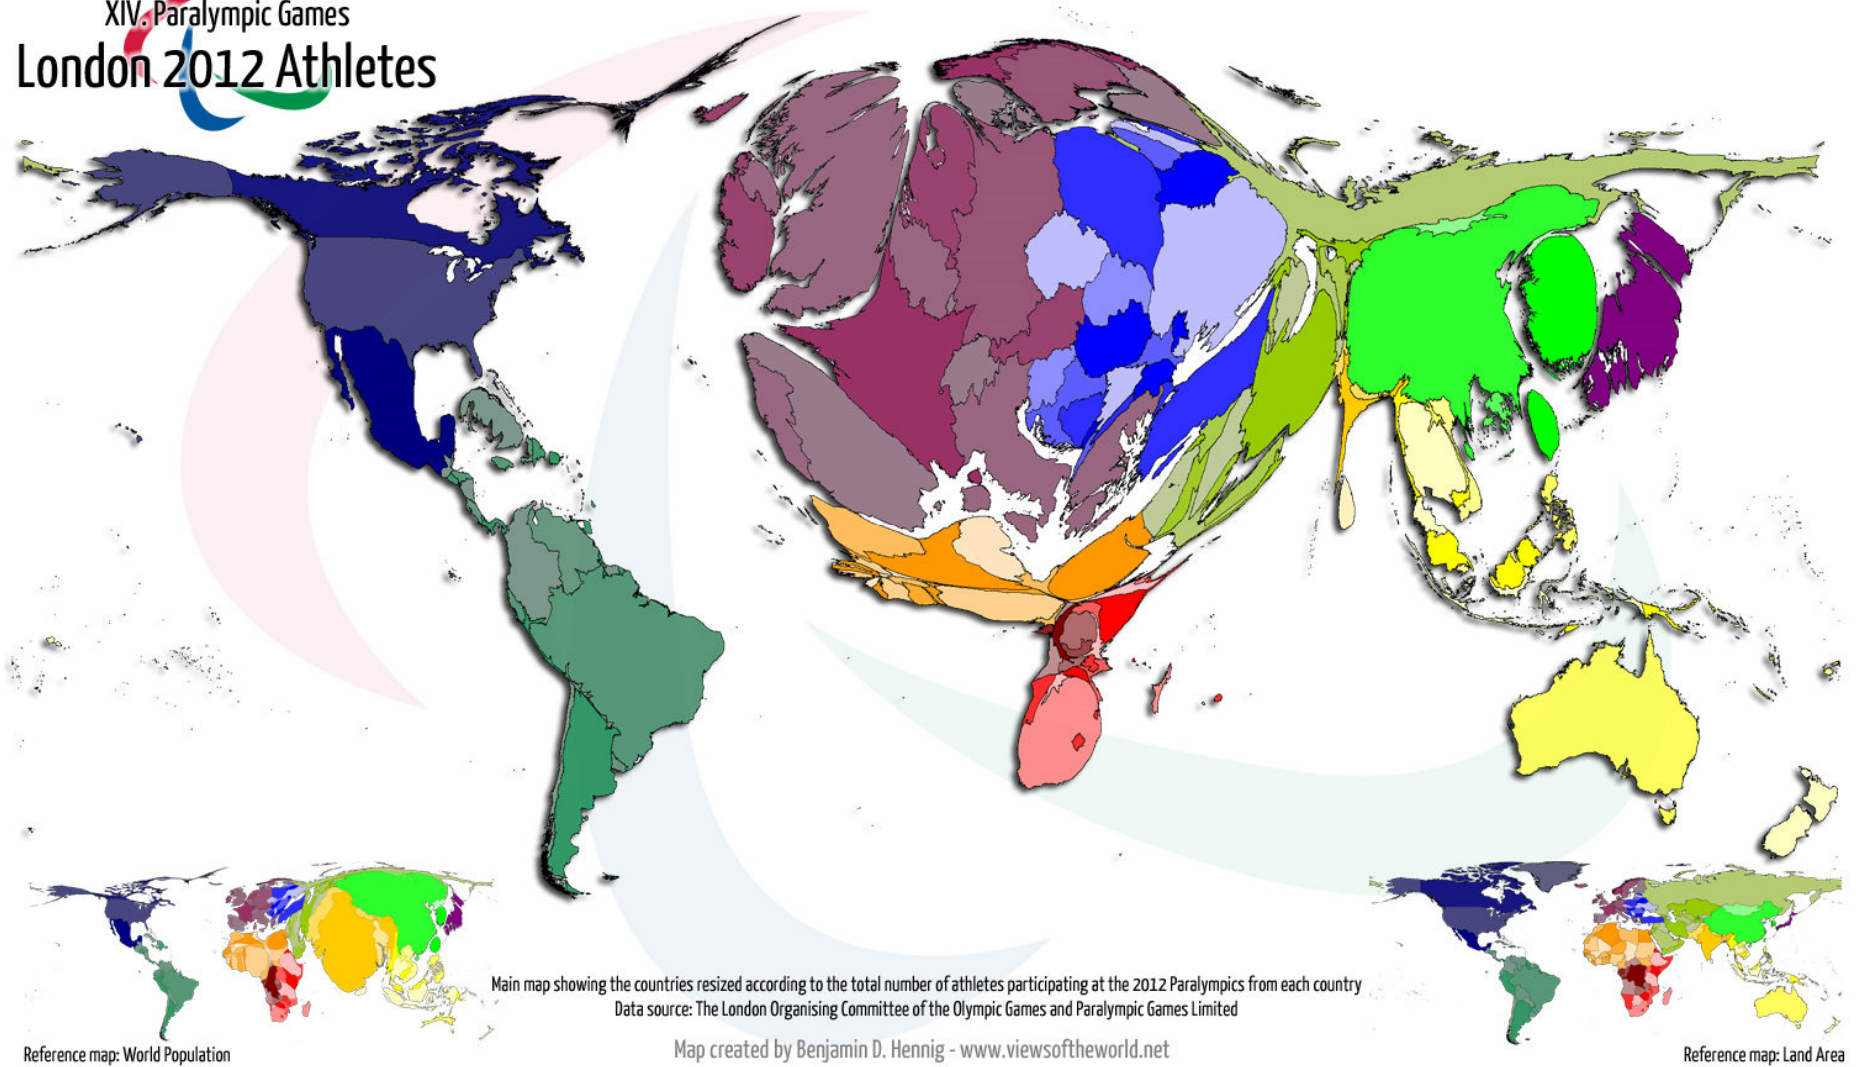 XIV. Paralympic Games
London 2012 Athletes
Main map showing the countries resized according to the total number of athletes participating at the 2012 Paralympics from each country
Data source: The London Organising Committee of the Olympic Games and Paralympic Games Limited
Map created by Benjamin D. Hennig - www.viewsoftheworld.net
Reference map: World Population
Reference map: Land Area